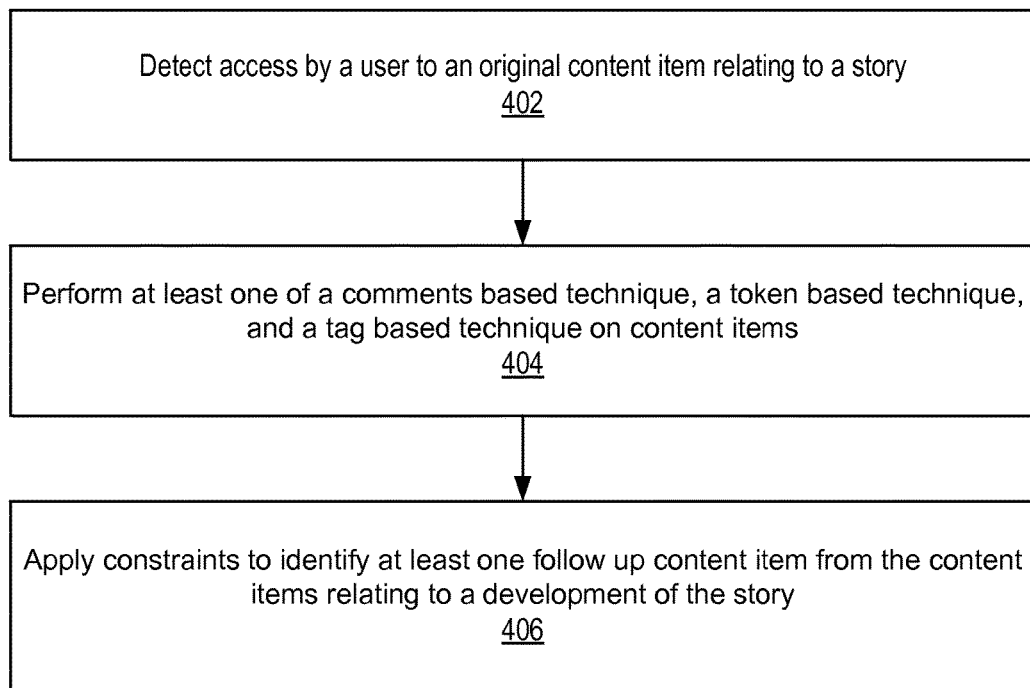 Detect access by a user to an original content item relating to a story
402
Perform at least one of a comments based technique, a token based technique,
and a tag based technique on content items
404
Apply constraints to identify at least one follow up content item from the content
items relating to a development of the story
406